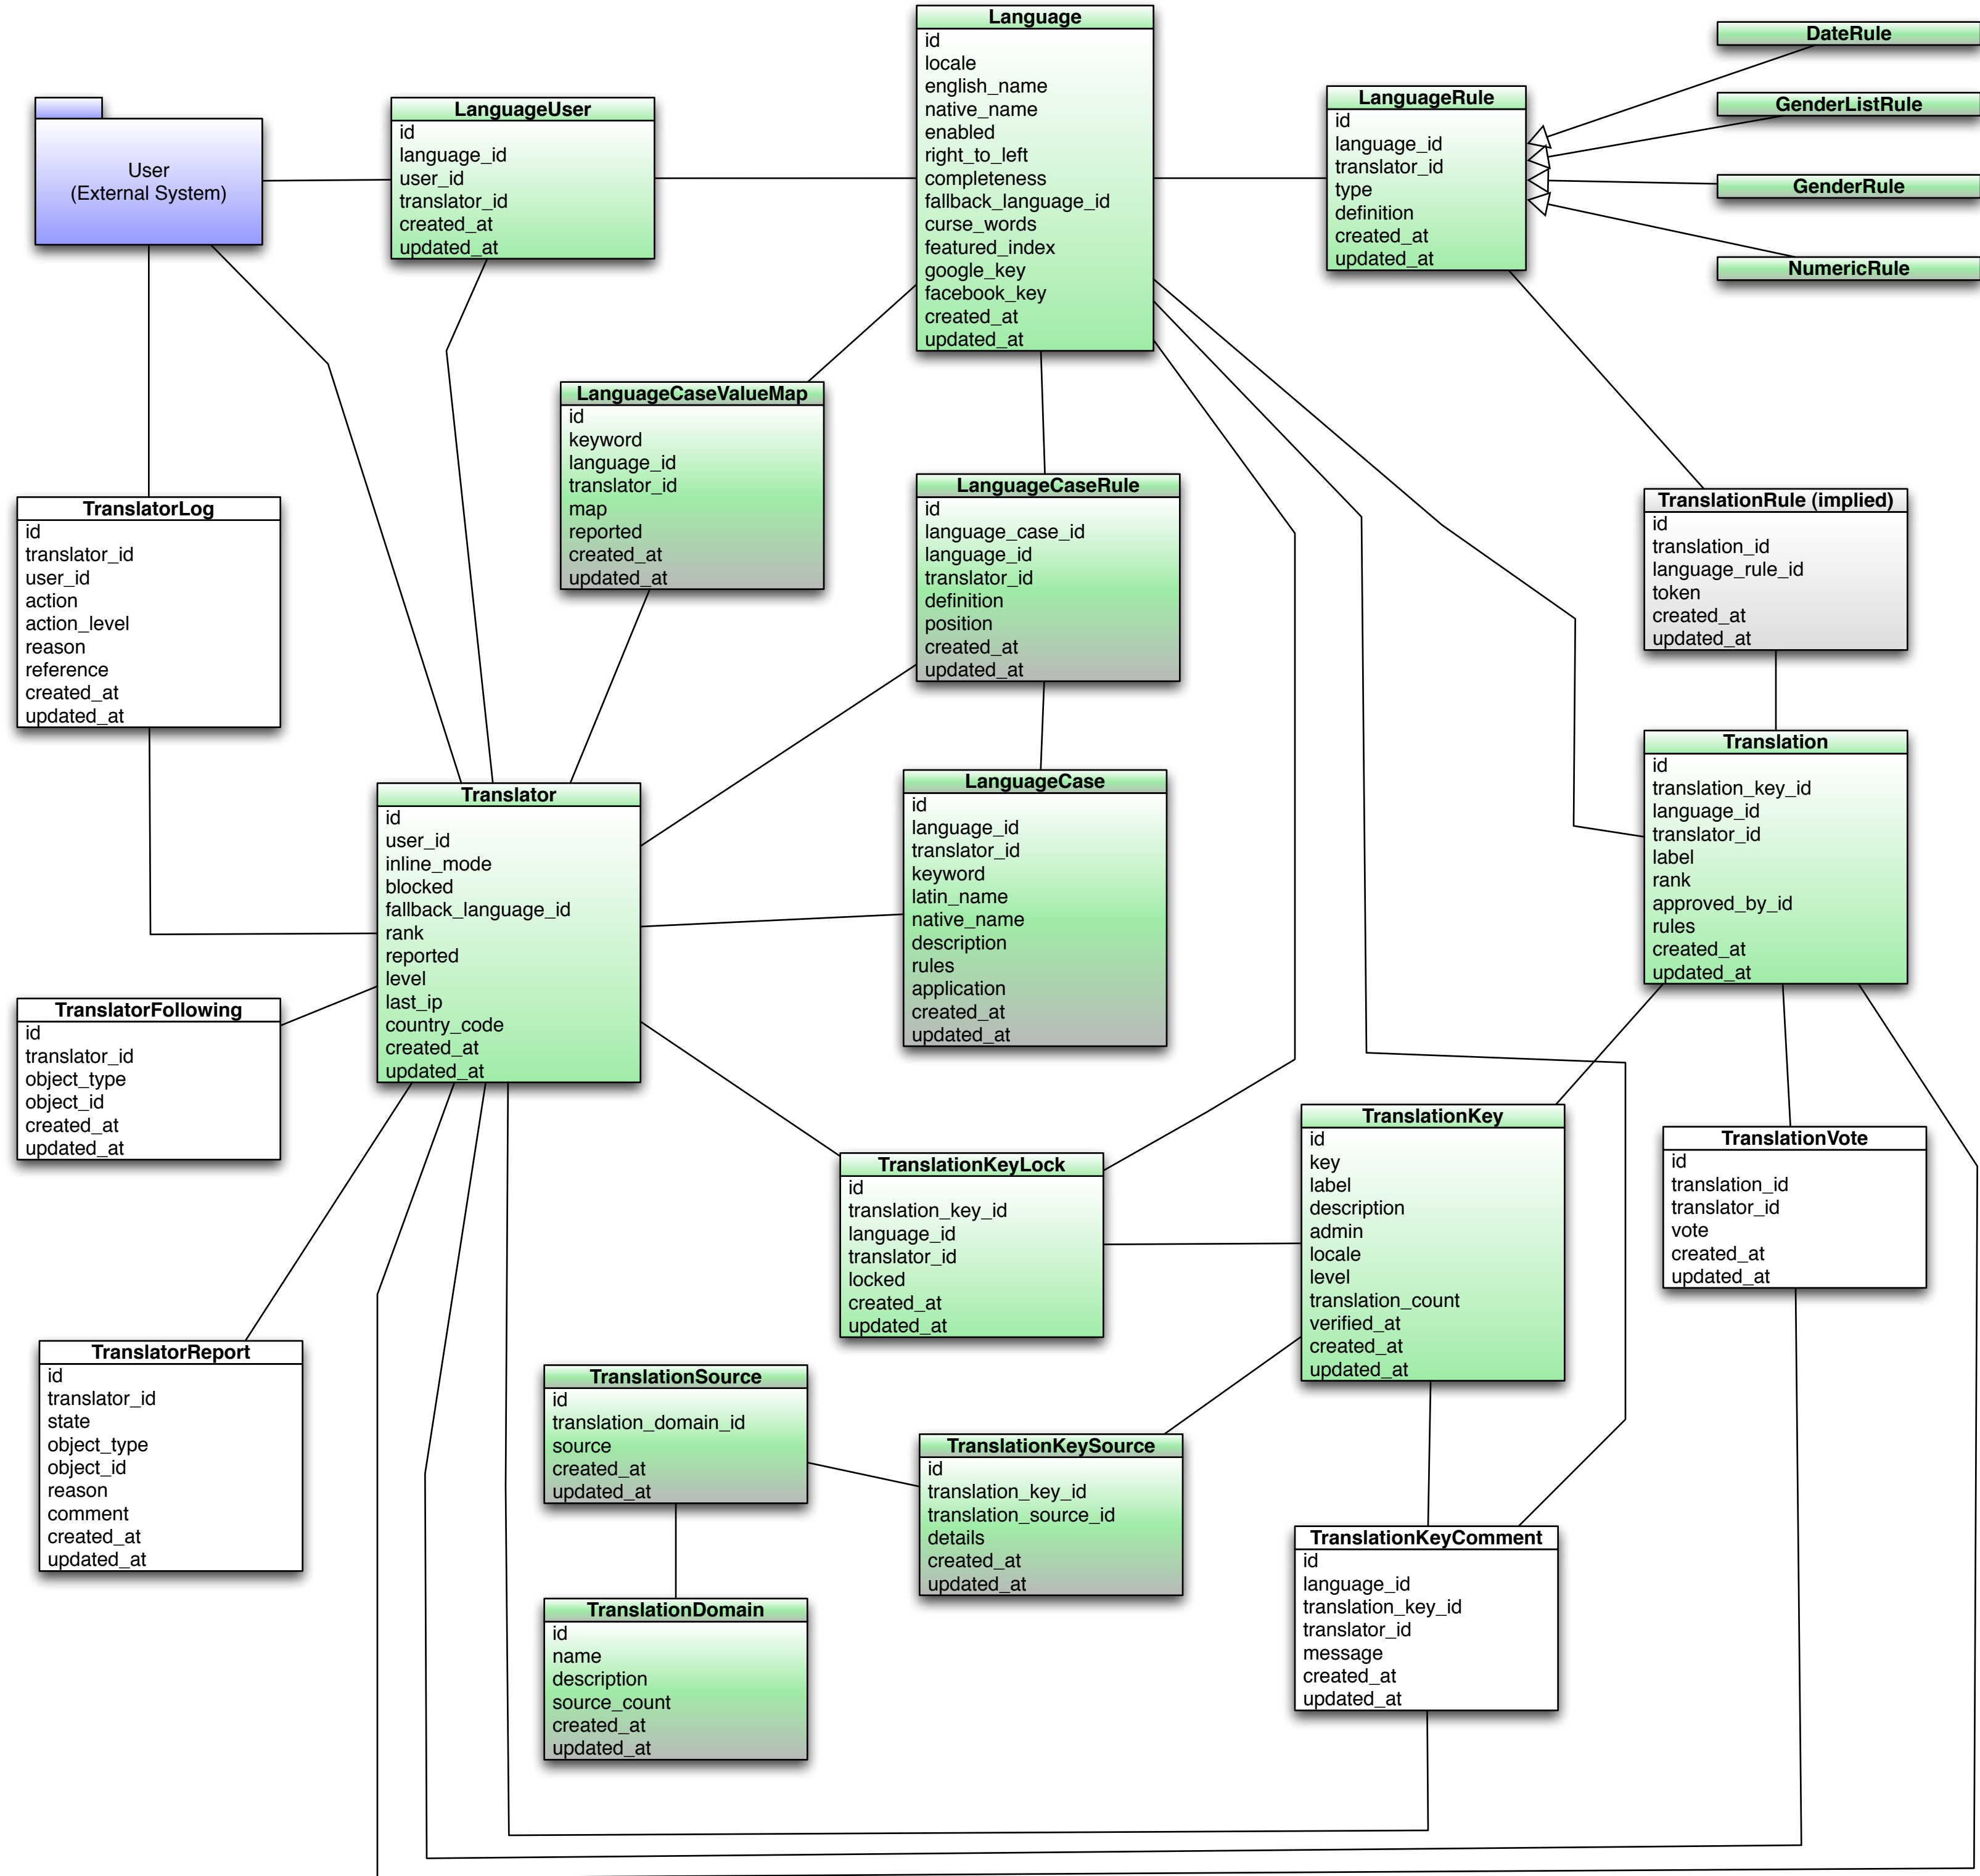 Language
id
locale
english_name
native_name
enabled
right_to_left
completeness
fallback_language_id
curse_words
featured_index
google_key
facebook_key
created_at
updated_at
DateRule
GenderListRule
GenderRule
NumericRule
LanguageRule
id
language_id
translator_id
type
definition
created_at
updated_at
User
(External System)
LanguageUser
id
language_id
user_id
translator_id
created_at
updated_at
LanguageCaseValueMap
id
keyword
language_id
translator_id
map
reported
created_at
updated_at
LanguageCaseRule
id
language_case_id
language_id
translator_id
definition
position
created_at
updated_at
TranslationRule (implied)
id
translation_id
language_rule_id
token
created_at
updated_at
TranslatorLog
id
translator_id
user_id
action
action_level
reason
reference
created_at
updated_at
Translator
id
user_id
inline_mode
blocked
fallback_language_id
rank
reported
level
last_ip
country_code
created_at
updated_at
LanguageCase
id
language_id
translator_id
keyword
latin_name
native_name
description
rules
application
created_at
updated_at
Translation
id
translation_key_id
language_id
translator_id
label
rank
approved_by_id
rules
created_at
updated_at
TranslatorFollowing
id
translator_id
object_type
object_id
created_at
updated_at
TranslationKeyLock
id
translation_key_id
language_id
translator_id
locked
created_at
updated_at
TranslationKey
id
key
label
description
admin
locale
level
translation_count
verified_at
created_at
updated_at
TranslationVote
id
translation_id
translator_id
vote
created_at
updated_at
TranslatorReport
id
translator_id
state
object_type
object_id
reason
comment
created_at
updated_at
TranslationSource
id
translation_domain_id
source
created_at
updated_at
TranslationKeySource
id
translation_key_id
translation_source_id
details
created_at
updated_at
TranslationKeyComment
id
language_id
translation_key_id
translator_id
message
created_at
updated_at
TranslationDomain
id
name
description
source_count
created_at
updated_at